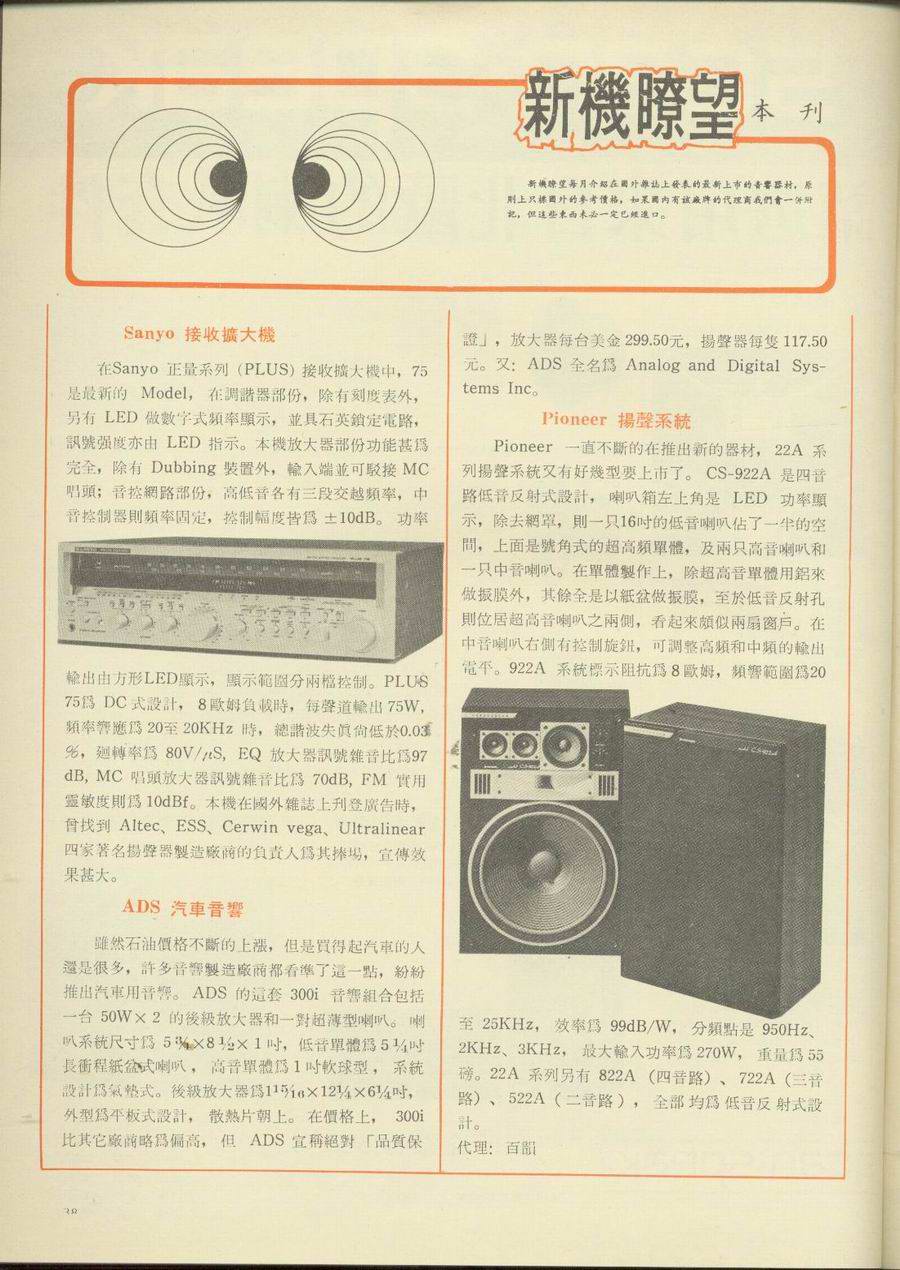 新機瞭望
本刊
新機瞭望每月介紹在國外雜誌上發表的最新上市的音響器材，原
則上只標國外的參考價格，如果國內有該廠牌的代理商我們會一併附
記，但這些東西未必一定已經進口。
Sanyo 接收擴大機
在Sanyo 正量系列 (PLUS) 接收擴大機中，75
是最新的 Model，在調諧器部份，除有刻度表外，
另有 LED 做數字式頻率顯示，並具石英鎖定電路，
訊號强度亦由 LED 指示。本機放大器部份功能甚爲
完全，除有 Dubbing 裝置外，輸入端並可駁接 MC
唱頭；音控網路部份，高低音各有三段交越頻率，中
音控制器則頻率固定，控制幅度皆爲 ±10dB。 功率
輸出由方形LED顯示，顯示範圍分兩檔控制。PLUS
75爲 DC 式設計， 8 歐姆負載時，每聲道輸出 75W,
頻率響應爲 20至 20KHz 時，總諧波失眞尙低於0.03
%，廻轉率爲 80V/μS, EQ 放大器訊號雜音比爲97
dB, MC 唱頭放大器訊號雜音比爲 70dB, FM 實用
靈敏度則爲 10dBf。本機在國外雜誌上刊登廣告時，
曾找到 Altec、ESS、Cerwin vega、Ultralinear
四家著名揚聲器製造廠商的負責人爲其捧場，宣傳效
果甚大。
ADS 汽車音響
雖然石油價格不斷的上漲，但是買得起汽車的人
還是很多，許多音響製造廠商都看準了這一點，紛紛
推出汽車用音響。 ADS 的這套 300i 音響組合包括
一台 50W×2 的後級放大器和一對超薄型喇叭。 喇
叭系統尺寸爲 5 ×8½×1 吋，低音單體爲 5¼吋
長衝程紙盆式喇叭，高音單體爲 1 吋軟球型，系統
設計爲氣墊式。後級放大器爲1 15/16×12¼×6¼吋，
外型爲平板式設計， 散熱片朝上。 在價格上， 300i
比其它廠商略爲偏高， 但 ADS 宣稱絕對「品質保
證」，放大器每台美金 299.50元，揚聲器每隻 117.50
元。又: ADS 全名爲 Analog and Digital Sys-
tems Inc。
Pioneer 揚聲系統
Pioneer 一直不斷的在推出新的器材， 22A 系
列揚聲系統又有好幾型要上市了。 CS-922A 是四音
路低音反射式設計， 喇叭箱左上角是 LED 功率顯
示，除去網罩，則一只16吋的低音喇叭佔了一半的空
間，上面是號角式的超高頻單體，及兩只高音喇叭和
一只中音喇叭。在單體製作上，除超高音單體用鋁來
做振膜外，其餘全是以紙盆做振膜，至於低音反射孔
則位居超高音喇叭之兩側，看起來頗似兩扇窗戶。在
中音喇叭右側有控制旋鈕，可調整高頻和中頻的輸出
電平。922A 系統標示阻抗爲 8 歐姆，頻響範圍爲20
至 25KHz， 效率爲 99dB/W， 分頻點是 950Hz、
2KHz、3KHz， 最大輸入功率爲 270W， 重量爲 55
磅。22A 系列另有 822A （四音路）、722A （三音
路）、522A（二音路），全部均爲低音反射式設
計。
代理: 百韻
38